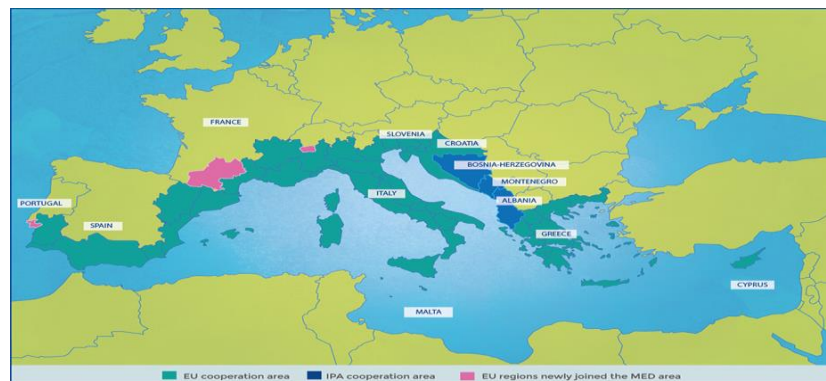 FRANCE
SLOVENIA
CROATIA
BOSNIA-HERZEGOVINA
MONTENEGRO
ITALY
ALBANIA
PORTUGAL
SPAIN
GREECE
CYPRUS
MALTA
EU cooperation area IPA cooperation area EU regions newly joined the MED area